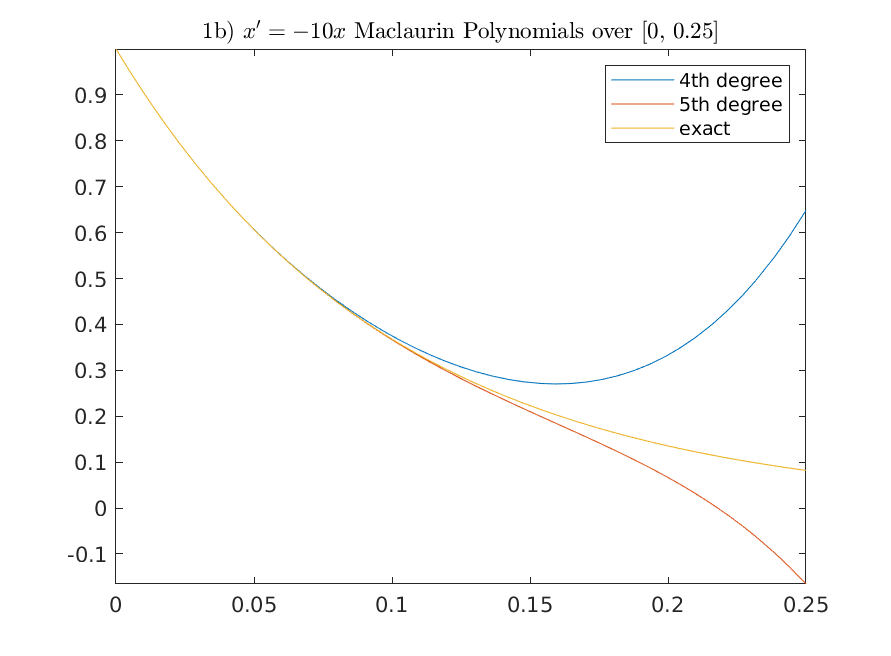 1b) x′ = −10x Maclaurin Polynomials over [0, 0.25]
4th degree
5th degree
exact
0.9
0.8
0.7
0.6
0.5
0.4
0.3
0.2
0.1
0
-0.1
0 0.05 0.1 0.15 0.2 0.25